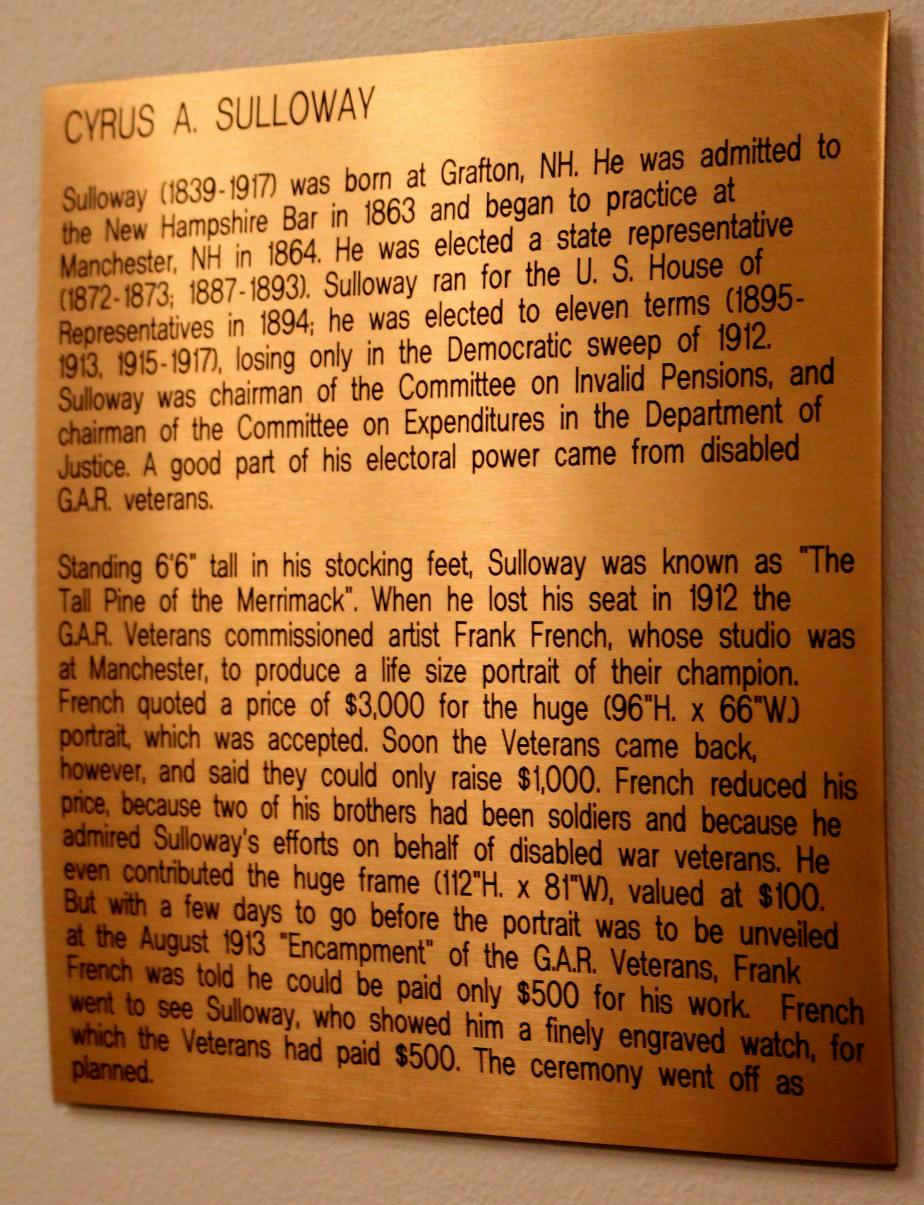 CYRUS A. SULLOWAY
Sulloway (1839-1917) was born at Grafton, NH. He was admitted to
the New Hampshire Bar in 1863 and began to practice at
Manchester, NH in 1864. He was elected a state representative
(1872-1873; 1887-1893). Sulloway ran for the U. S. House of
Representatives in 1894; he was elected to eleven terms (1895-
1913, 1915-1917), losing only in the Democratic sweep of 1912.
Sulloway was chairman of the Committee on Invalid Pensions, and
chairman of the Committee on Expenditures in the Department of
Justice. A good part of his electoral power came from disabled
G.A.R. veterans.
Standing 6'6" tall in his stocking feet, Sulloway was known as "The
Tall Pine of the Merrimack". When he lost his seat in 1912 the
G.A.R. Veterans commissioned artist Frank French, whose studio was
at Manchester, to produce a life size portrait of their champion.
French quoted a price of $3,000 for the huge (96"H. x 66"W.)
portrait, which was accepted. Soon the Veterans came back,
however, and said they could only raise $1,000. French reduced his
price, because two of his brothers had been soldiers and because he
admired Sulloway's efforts on behalf of disabled war veterans. He
even contributed the huge frame (112"H. x 81"W), valued at $100.
But with a few days to go before the portrait was to be unveiled
at the August 1913 "Encampment" of the G.A.R. Veterans, Frank
French was told he could be paid only $500 for his work. French
went to see Sulloway, who showed him a finely engraved watch, for
which the Veterans had paid $500. The ceremony went off as
planned.